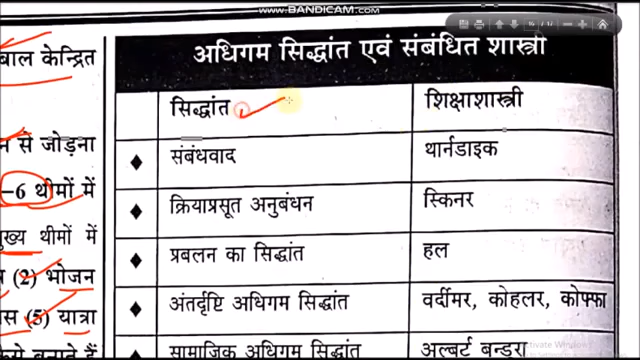 WWW.BANDICAM.COM
बाल केन्द्रित
से जोड़ना
-6 थीमों में
मुख्य थीमों में
(2) भोजन
(5) यात्रा
अधिगम सिद्धांत एवं संबंधित शास्त्री
सिद्धांत शिक्षाशास्त्री
संबंधवाद थार्नडाइक
क्रियाप्रसूत अनुबंधन स्किनर
प्रबलन का सिद्धांत हल
अंतर्दृष्टि अधिगम सिद्धांत वर्दीमर, कोहलर, कोफ्फा
सामाजिक अधिगम सिद्धांत अल्बर्ट बन्डूरा